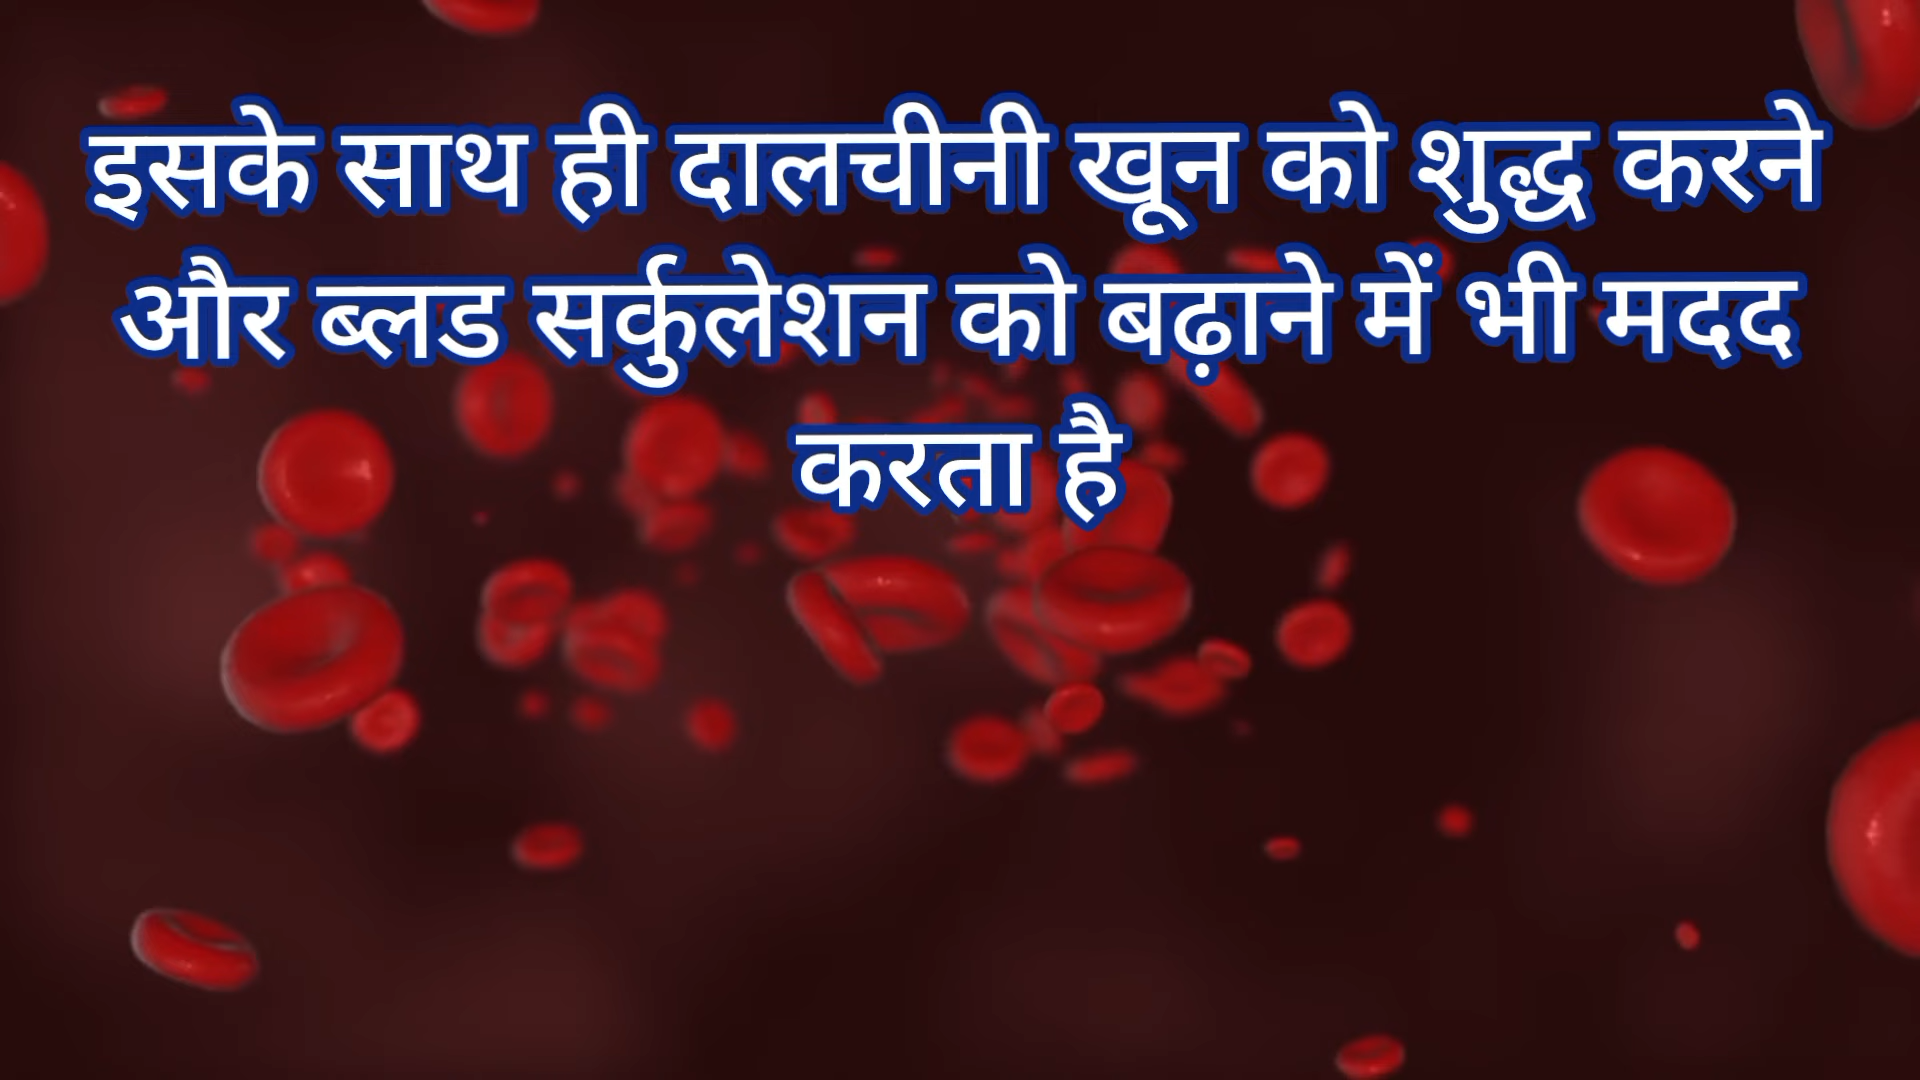 इसके साथ ही दालचीनी खून को शुद्ध करने
और ब्लड सर्कुलेशन को बढ़ाने में भी मदद
करता है